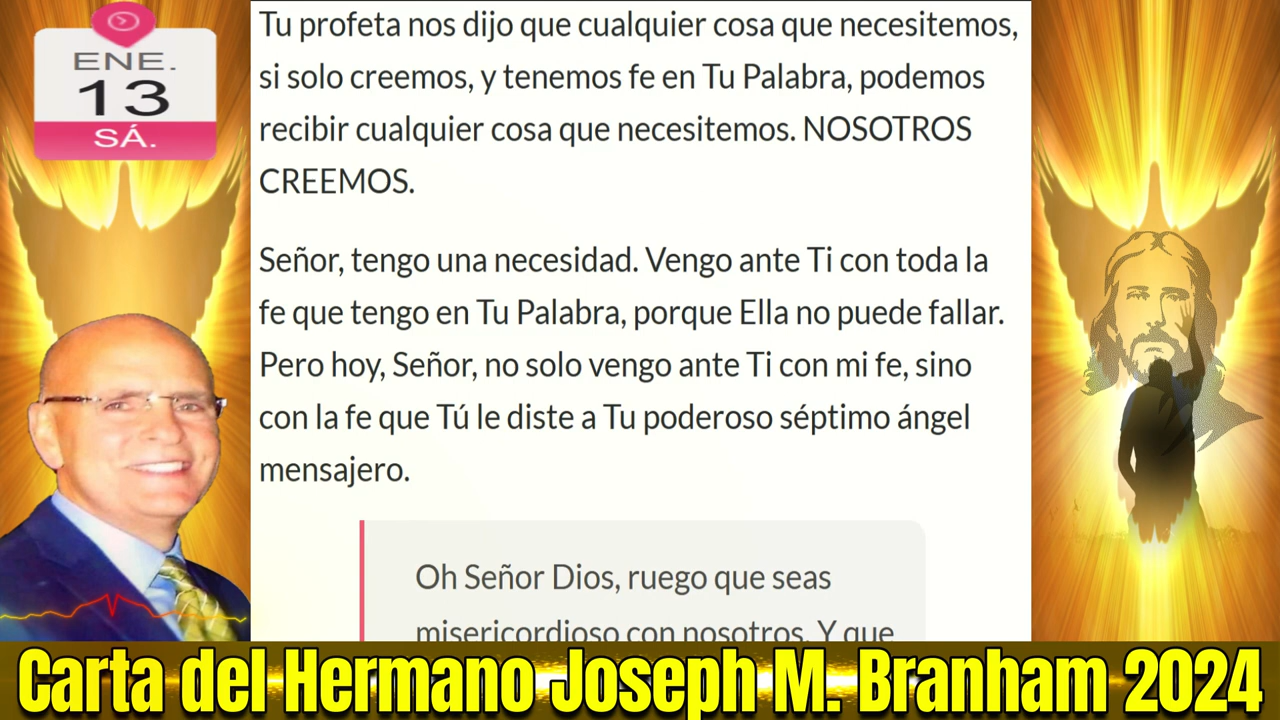 ENE.
13
SÁ.
Tu profeta nos dijo que cualquier cosa que necesitemos,
si solo creemos, y tenemos fe en Tu Palabra, podemos
recibir cualquier cosa que necesitemos. NOSOTROS
CREEMOS.
Señor, tengo una necesidad. Vengo ante Ti con toda la
fe que tengo en Tu Palabra, porque Ella no puede fallar.
Pero hoy, Señor, no solo vengo ante Ti con mi fe, sino
con la fe que Tú le diste a Tu poderoso séptimo ángel
mensajero.
Oh Señor Dios, ruego que seas
misericordioso con nosotros. Y que
Carta del Hermano Joseph M. Branham 2024